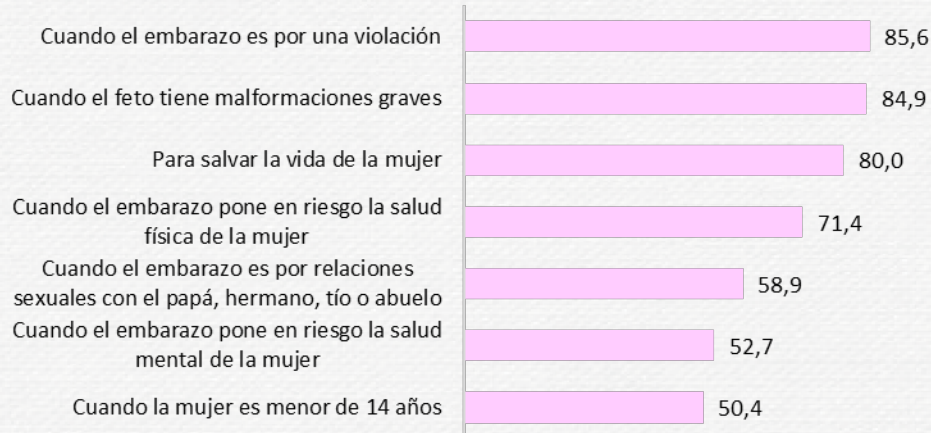 Cuando el embarazo es por una violación 85,6
Cuando el feto tiene malformaciones graves 84,9
Para salvar la vida de la mujer 80,0
Cuando el embarazo pone en riesgo la salud
física de la mujer 71,4
Cuando el embarazo es por relaciones
sexuales con el papá, hermano, tío o abuelo 58,9
Cuando el embarazo pone en riesgo la salud
mental de la mujer 52,7
Cuando la mujer es menor de 14 años 50,4